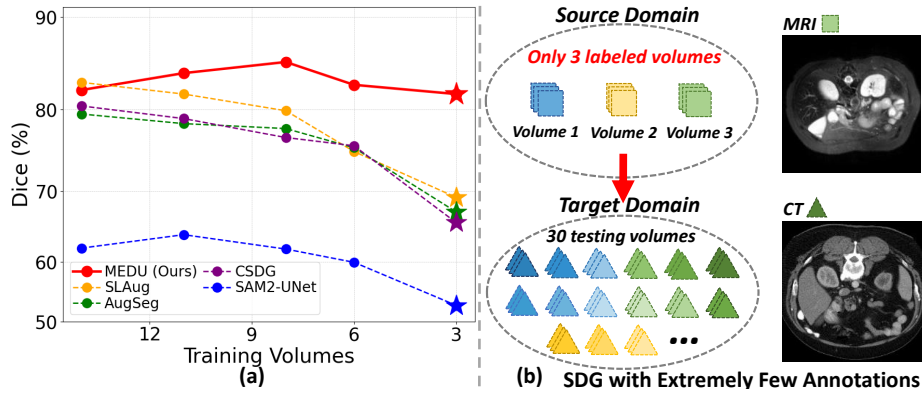 90
80
70
60
50
Dice (%)
MEDU (Ours)
SLAug
AugSeg
CSDG
SAM2-UNet
12
9
6
3
Training Volumes
(a)
Source Domain
Only 3 labeled volumes
Volume 1
Volume 2
Volume 3
Target Domain
30 testing volumes
...
MRI
CT
(b)
SDG with Extremely Few Annotations